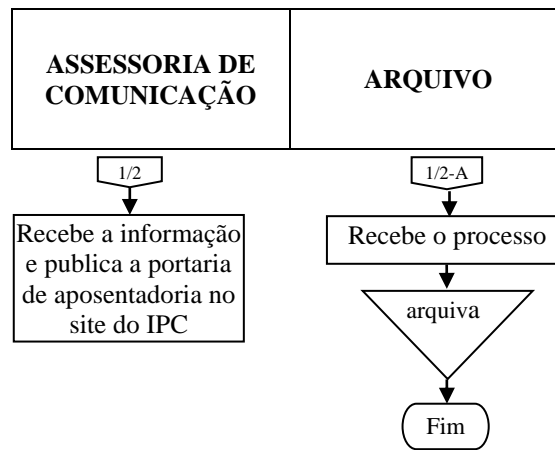 ASSESSORIA DE
COMUNICAÇÃO
ARQUIVO
1/2
Recebe a informação
e publica a portaria
de aposentadoria no
site do IPC
1/2-A
Recebe o processo
arquiva
Fim